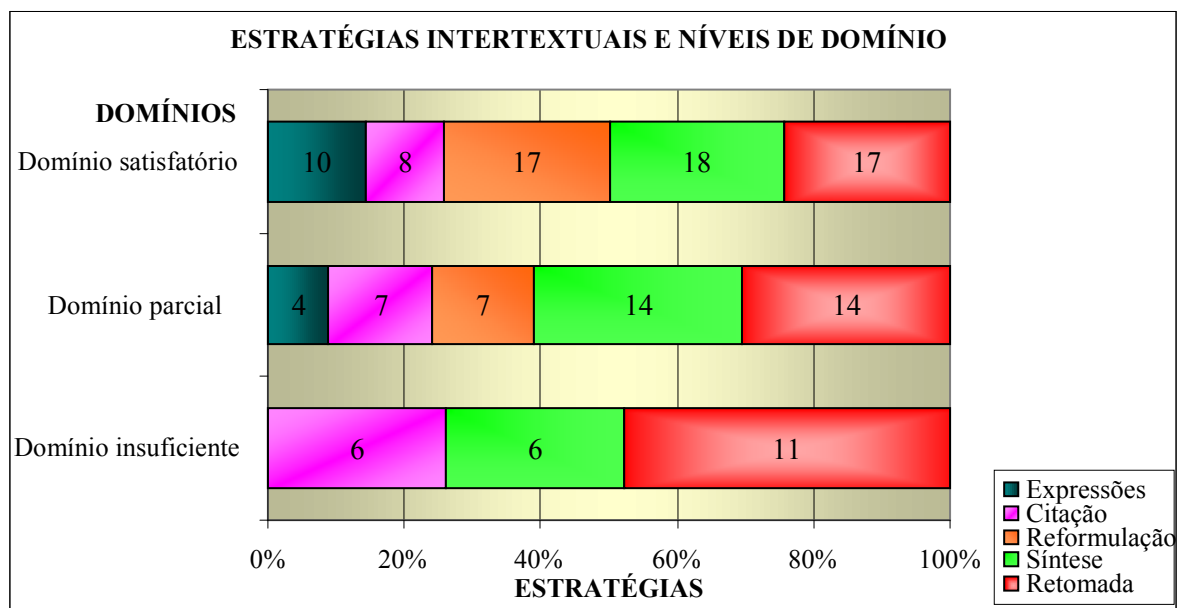 ESTRATÉGIAS INTERTEXTUAIS E NÍVEIS DE DOMÍNIO
DOMÍNIOS
Domínio satisfatório
10 8 17 18 17
Domínio parcial
4 7 7 14 14
Domínio insuficiente
6 6 11
0% 20% 40% 60% 80% 100%
ESTRATÉGIAS
Expressões
Citação
Reformulação
Síntese
Retomada